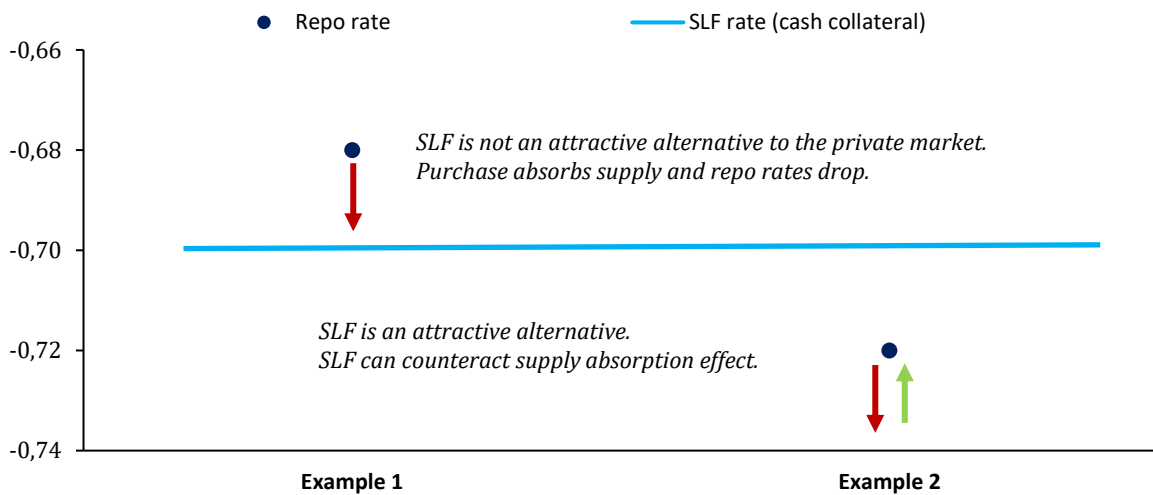 Repo rate
SLF rate (cash collateral)
-0,66
-0,68
-0,70
-0,72
-0,74
SLF is not an attractive alternative to the private market.
Purchase absorbs supply and repo rates drop.
SLF is an attractive alternative.
SLF can counteract supply absorption effect.
Example 1
Example 2